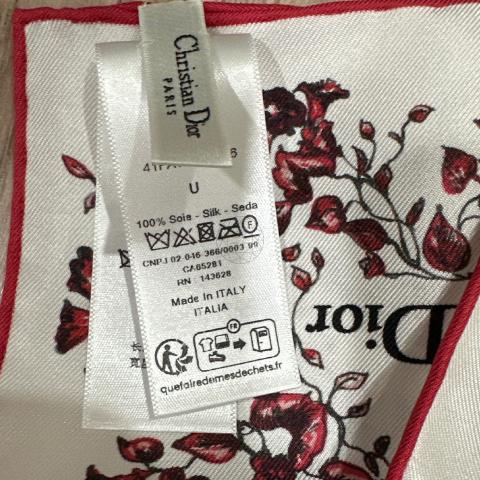 Christian Dior
PARIS
U
100% Soie - Silk - Seda
CNPJ 02.046.366/0003-99
CA05281
RN : 143628
Made In ITALY
ITALIA
FR
quefairedemesdechets.fr
Dior